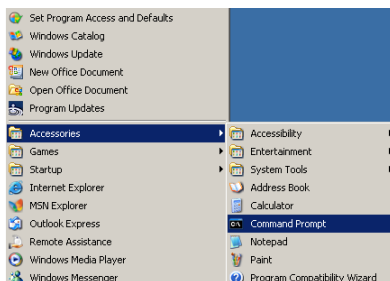 Set Program Access and Defaults
Windows Catalog
Windows Update
New Office Document
Open Office Document
Program Updates
Accessories
Games
Startup
Internet Explorer
MSN Explorer
Outlook Express
Remote Assistance
Windows Media Player
Windows Messenger
Accessibility
Entertainment
System Tools
Address Book
Calculator
Command Prompt
Notepad
Paint
Program Compatibility Wizard